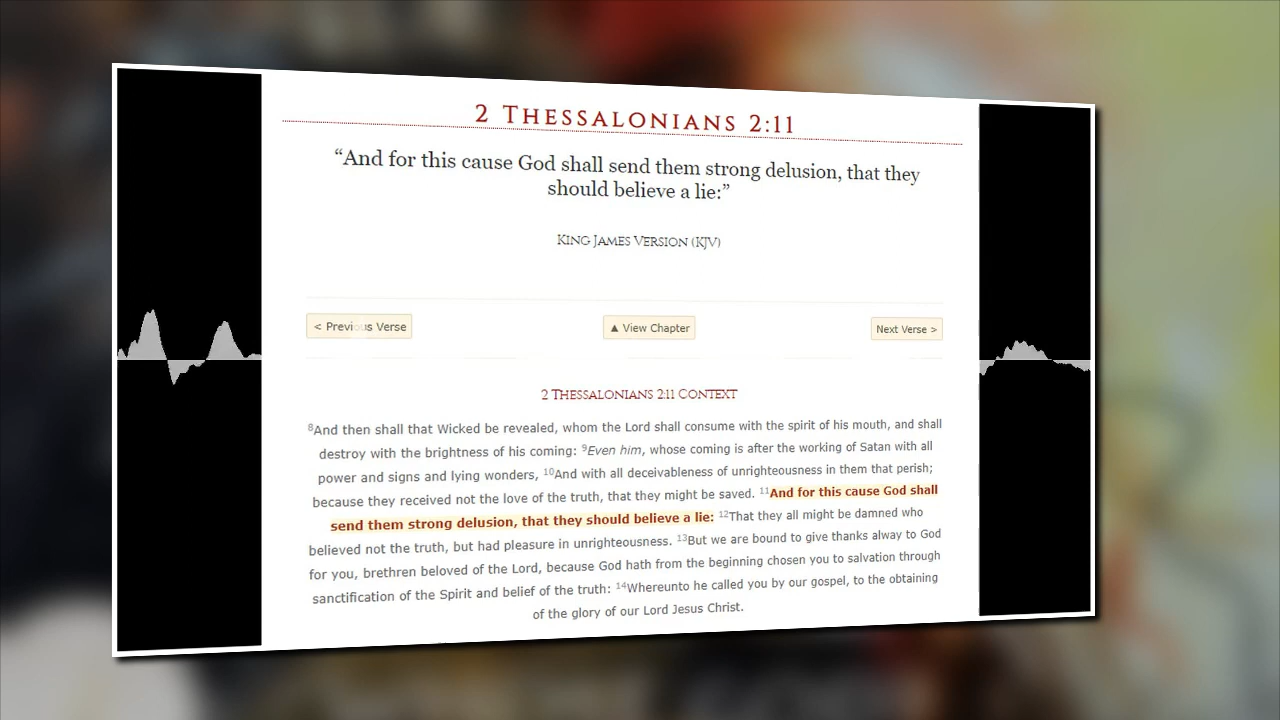 2 THESSALONIANS 2:11
“And for this cause God shall send them strong delusion, that they
should believe a lie:”
KING JAMES VERSION (KJV)
< Previous Verse
▲ View Chapter
Next Verse >
2 THESSALONIANS 2:11 CONTEXT
8And then shall that Wicked be revealed, whom the Lord shall consume with the spirit of his mouth, and shall
destroy with the brightness of his coming: 9Even him, whose coming is after the working of Satan with all
power and signs and lying wonders, 10And with all deceivableness of unrighteousness in them that perish;
because they received not the love of the truth, that they might be saved. 11And for this cause God shall
send them strong delusion, that they should believe a lie: 12That they all might be damned who
believed not the truth, but had pleasure in unrighteousness. 13But we are bound to give thanks alway to God
for you, brethren beloved of the Lord, because God hath from the beginning chosen you to salvation through
sanctification of the Spirit and belief of the truth: 14Whereunto he called you by our gospel, to the obtaining
of the glory of our Lord Jesus Christ.